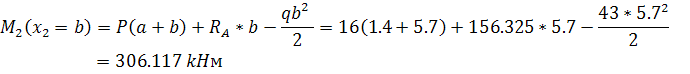 M₂(x₂ = b) = P(a + b) + R_A * b − qb²/2 = 16(1.4 + 5.7) + 156.325 * 5.7 − 43 * 5.7²/2
= 306.117 kHм